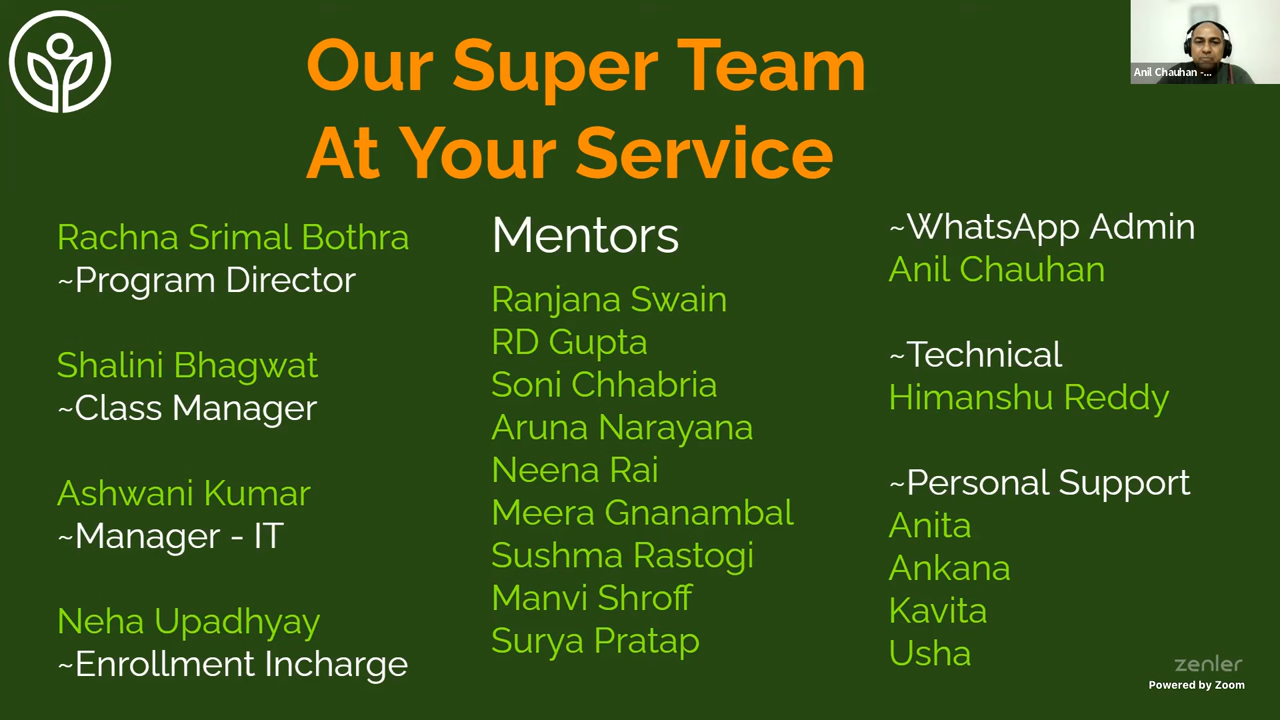 Our Super Team
At Your Service
Anil Chauhan -...
Rachna Srimal Bothra
~Program Director
Shalini Bhagwat
~Class Manager
Ashwani Kumar
~Manager - IT
Neha Upadhyay
~Enrollment Incharge
Mentors
Ranjana Swain
RD Gupta
Soni Chhabria
Aruna Narayana
Neena Rai
Meera Gnanambal
Sushma Rastogi
Manvi Shroff
Surya Pratap
~WhatsApp Admin
Anil Chauhan
~Technical
Himanshu Reddy
~Personal Support
Anita
Ankana
Kavita
Usha
zenler
Powered by Zoom